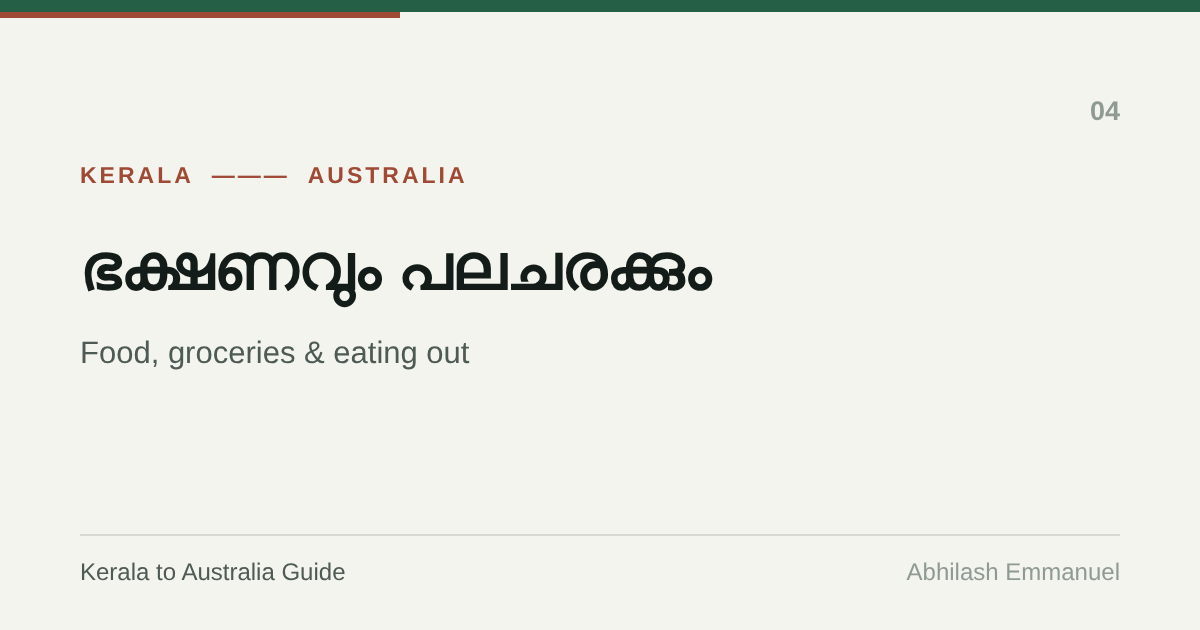 04
KERALA ——— AUSTRALIA
ഭക്ഷണവും പലചരക്കും
Food, groceries & eating out
Kerala to Australia Guide
Abhilash Emmanuel